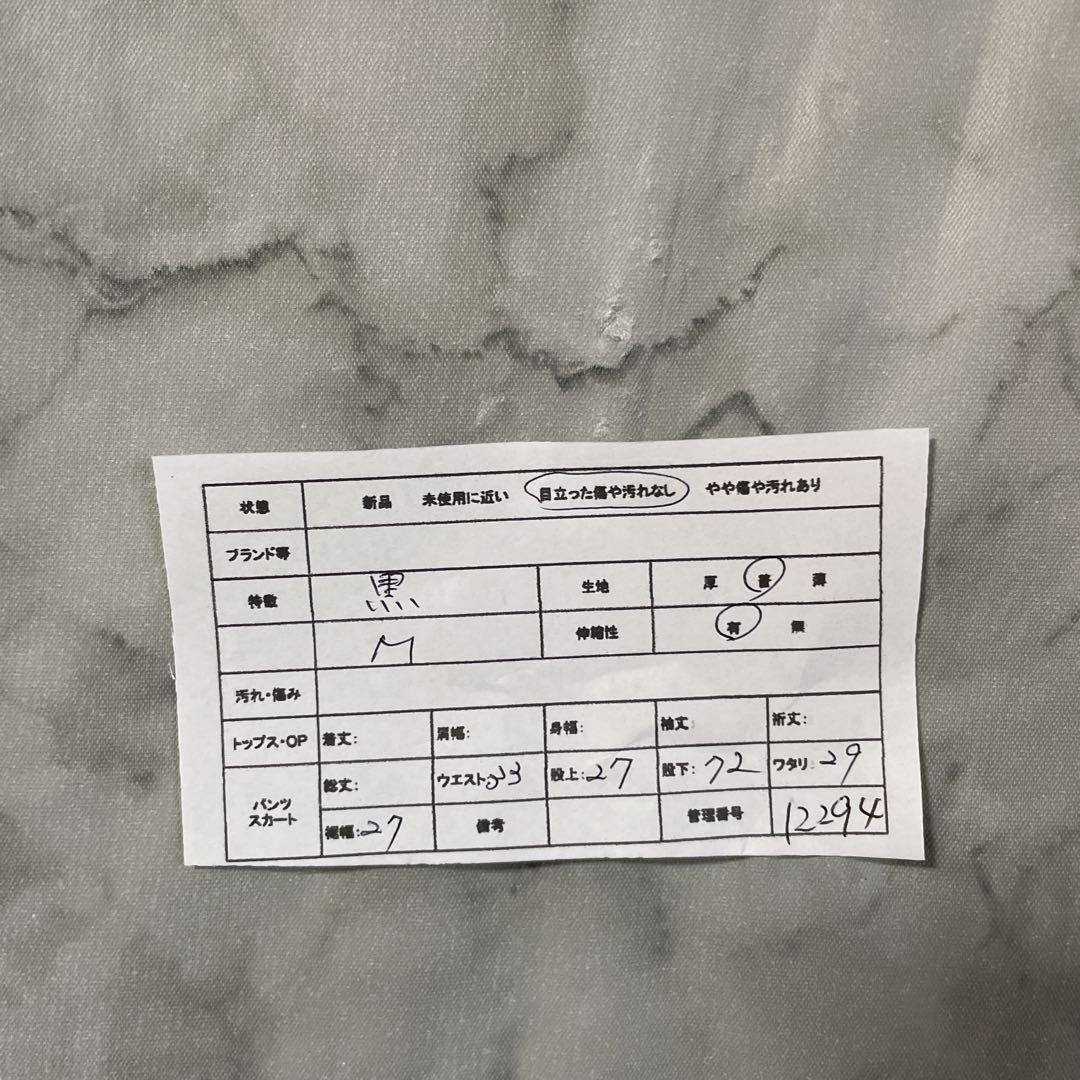 状態 新品 未使用に近い 目立った傷や汚れなし やや傷や汚れあり
ブランド等
特徴 黒 生地 厚 普 薄
M 伸縮性 有 無
汚れ・傷み
トップス・OP 着丈: 肩幅: 身幅: 袖丈: 裄丈:
パンツ スカート 総丈: ウエスト:33 股上:27 股下:72 ワタリ:29
裾幅:27 備考 管理番号 12294